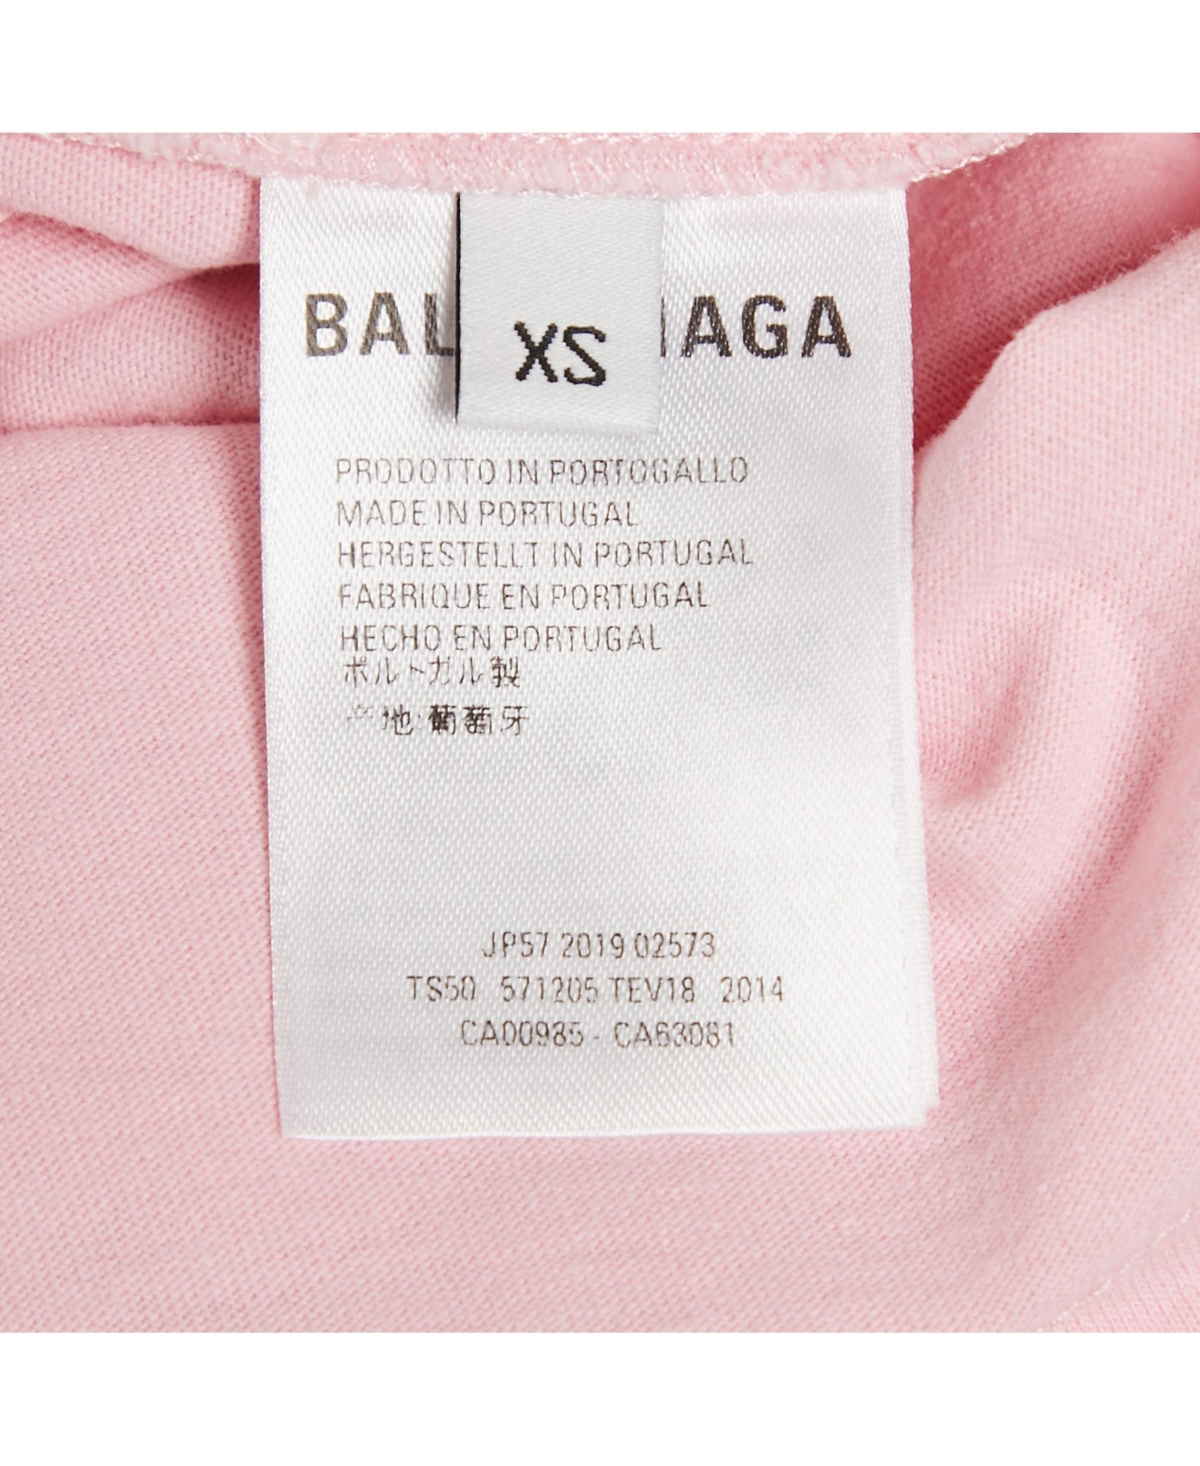 BAL
XS
AGA
PRODOTTO IN PORTOGALLO
MADE IN PORTUGAL
HERGESTELLT IN PORTUGAL
FABRIQUE EN PORTUGAL
HECHO EN PORTUGAL
ポルトガル製
产地:葡萄牙
JP57 2019 02573
TS50 571205 TEV18 2014
CA00985 - CA63081